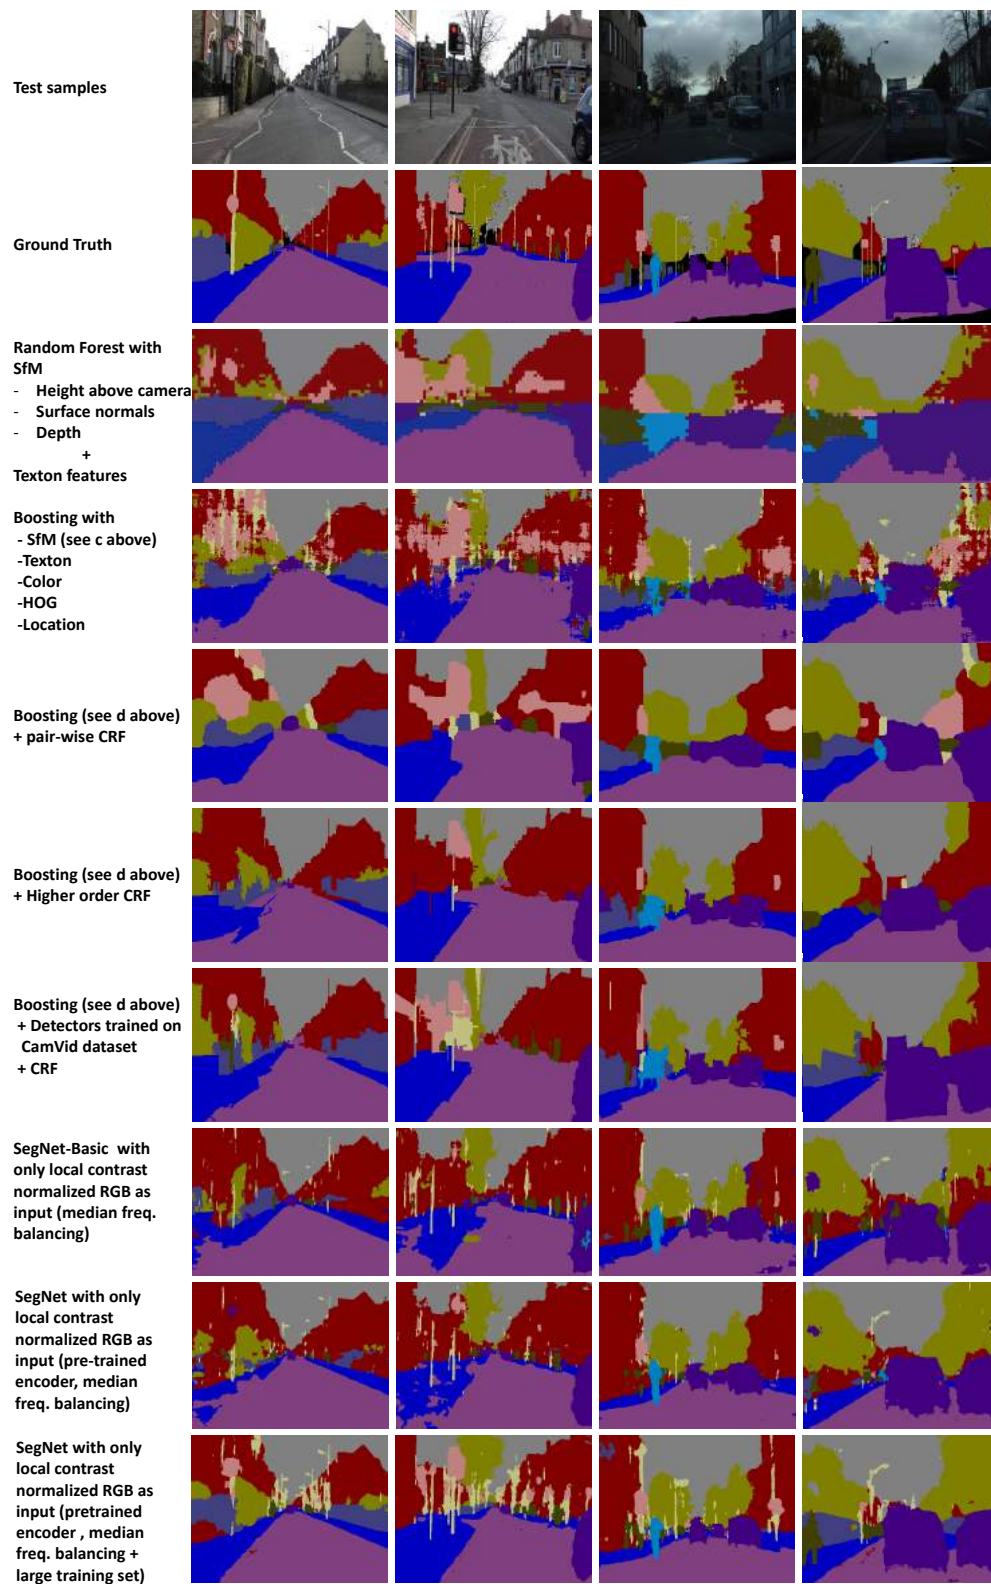 Test samples
Ground Truth
Random Forest with
SfM
- Height above camera
- Surface normals
- Depth
+
Texton features
Boosting with
- SfM (see c above)
-Texton
-Color
-HOG
-Location
Boosting (see d above)
+ pair-wise CRF
Boosting (see d above)
+ Higher order CRF
Boosting (see d above)
+ Detectors trained on
CamVid dataset
+ CRF
SegNet-Basic with
only local contrast
normalized RGB as
input (median freq.
balancing)
SegNet with only
local contrast
normalized RGB as
input (pre-trained
encoder, median
freq. balancing)
SegNet with only
local contrast
normalized RGB as
input (pretrained
encoder , median
freq. balancing +
large training set)